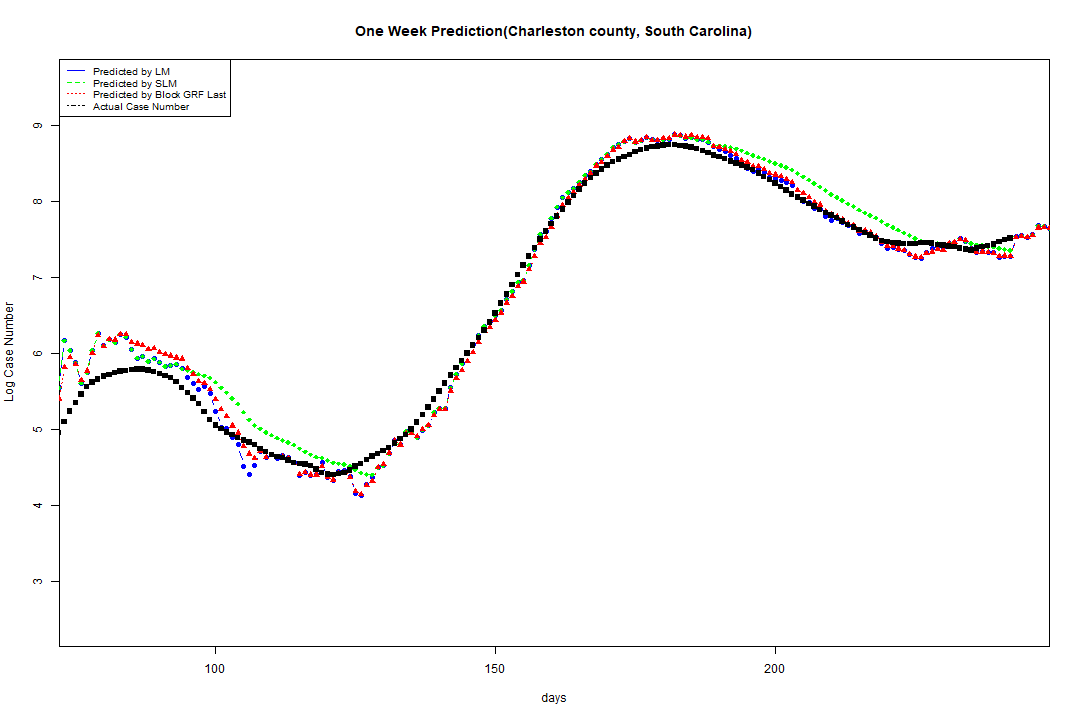 One Week Prediction(Charleston county, South Carolina)
Predicted by LM
Predicted by SLM
Predicted by Block GRF Last
Actual Case Number
9
8
7
6
5
4
3
Log Case Number
100
150
200
days